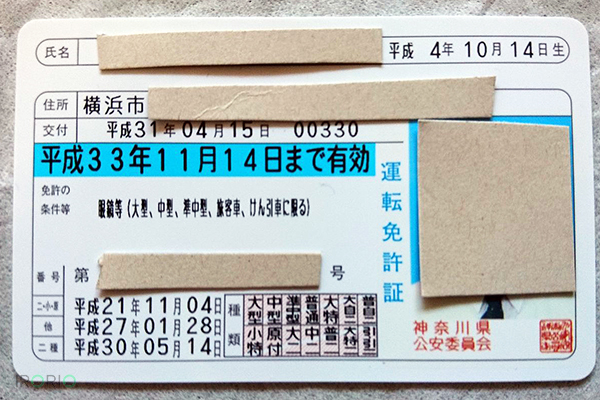 氏名 平成 4年10月14日生
住所 横浜市
交付 平成31年04月15日 00330
平成33年11月14日まで有効
免許の
条件等
眼鏡等(大型、中型、準中型、旅客車、けん引車に限る)
運転免許証
番号 第 号
二・小・原 平成21年11月04日
他 平成27年01月28日
二種 平成30年05月14日
種類
大型 中型 準中型 普通 大特 大自二 普自二
小特 原付 大二 中二 普二 大特二 引引二
神奈川県
公安委員会